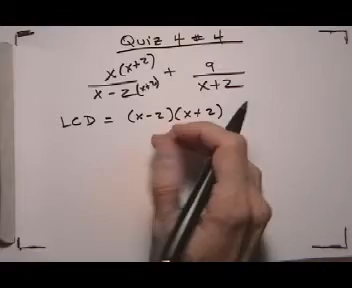 Quiz 4 # 4
x(x+2) / x-2(x+2) + 9 / x+2
LCD = (x-2)(x+2)